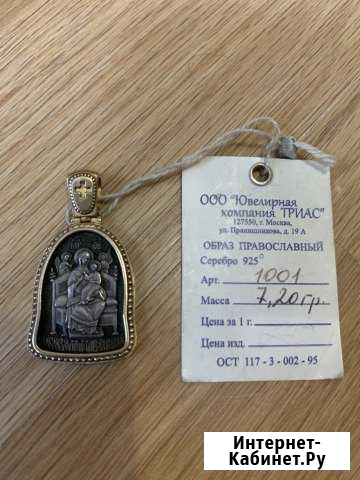 ООО "Ювелирная
компания "ТРИАС"
127550, г. Москва,
ул. Прянишникова, д. 19 А
ОБРАЗ ПРАВОСЛАВНЫЙ
Серебро 925°
Арт. 1001
Масса 7,20 гр.
Цена за 1 г.
Цена изд.
ОСТ 117 - 3 - 002 - 95
Интернет-
Кабинет.Ру